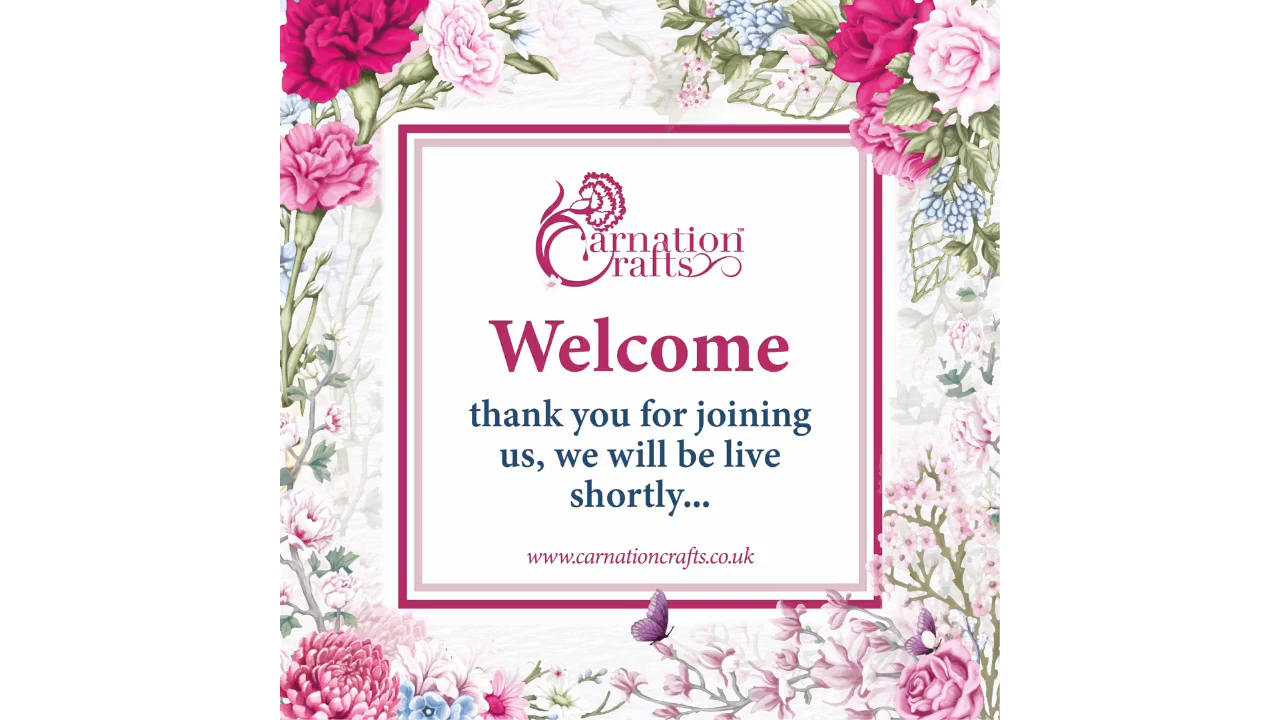 Carnation™
Crafts
Welcome
thank you for joining
us, we will be live
shortly...
www.carnationcrafts.co.uk